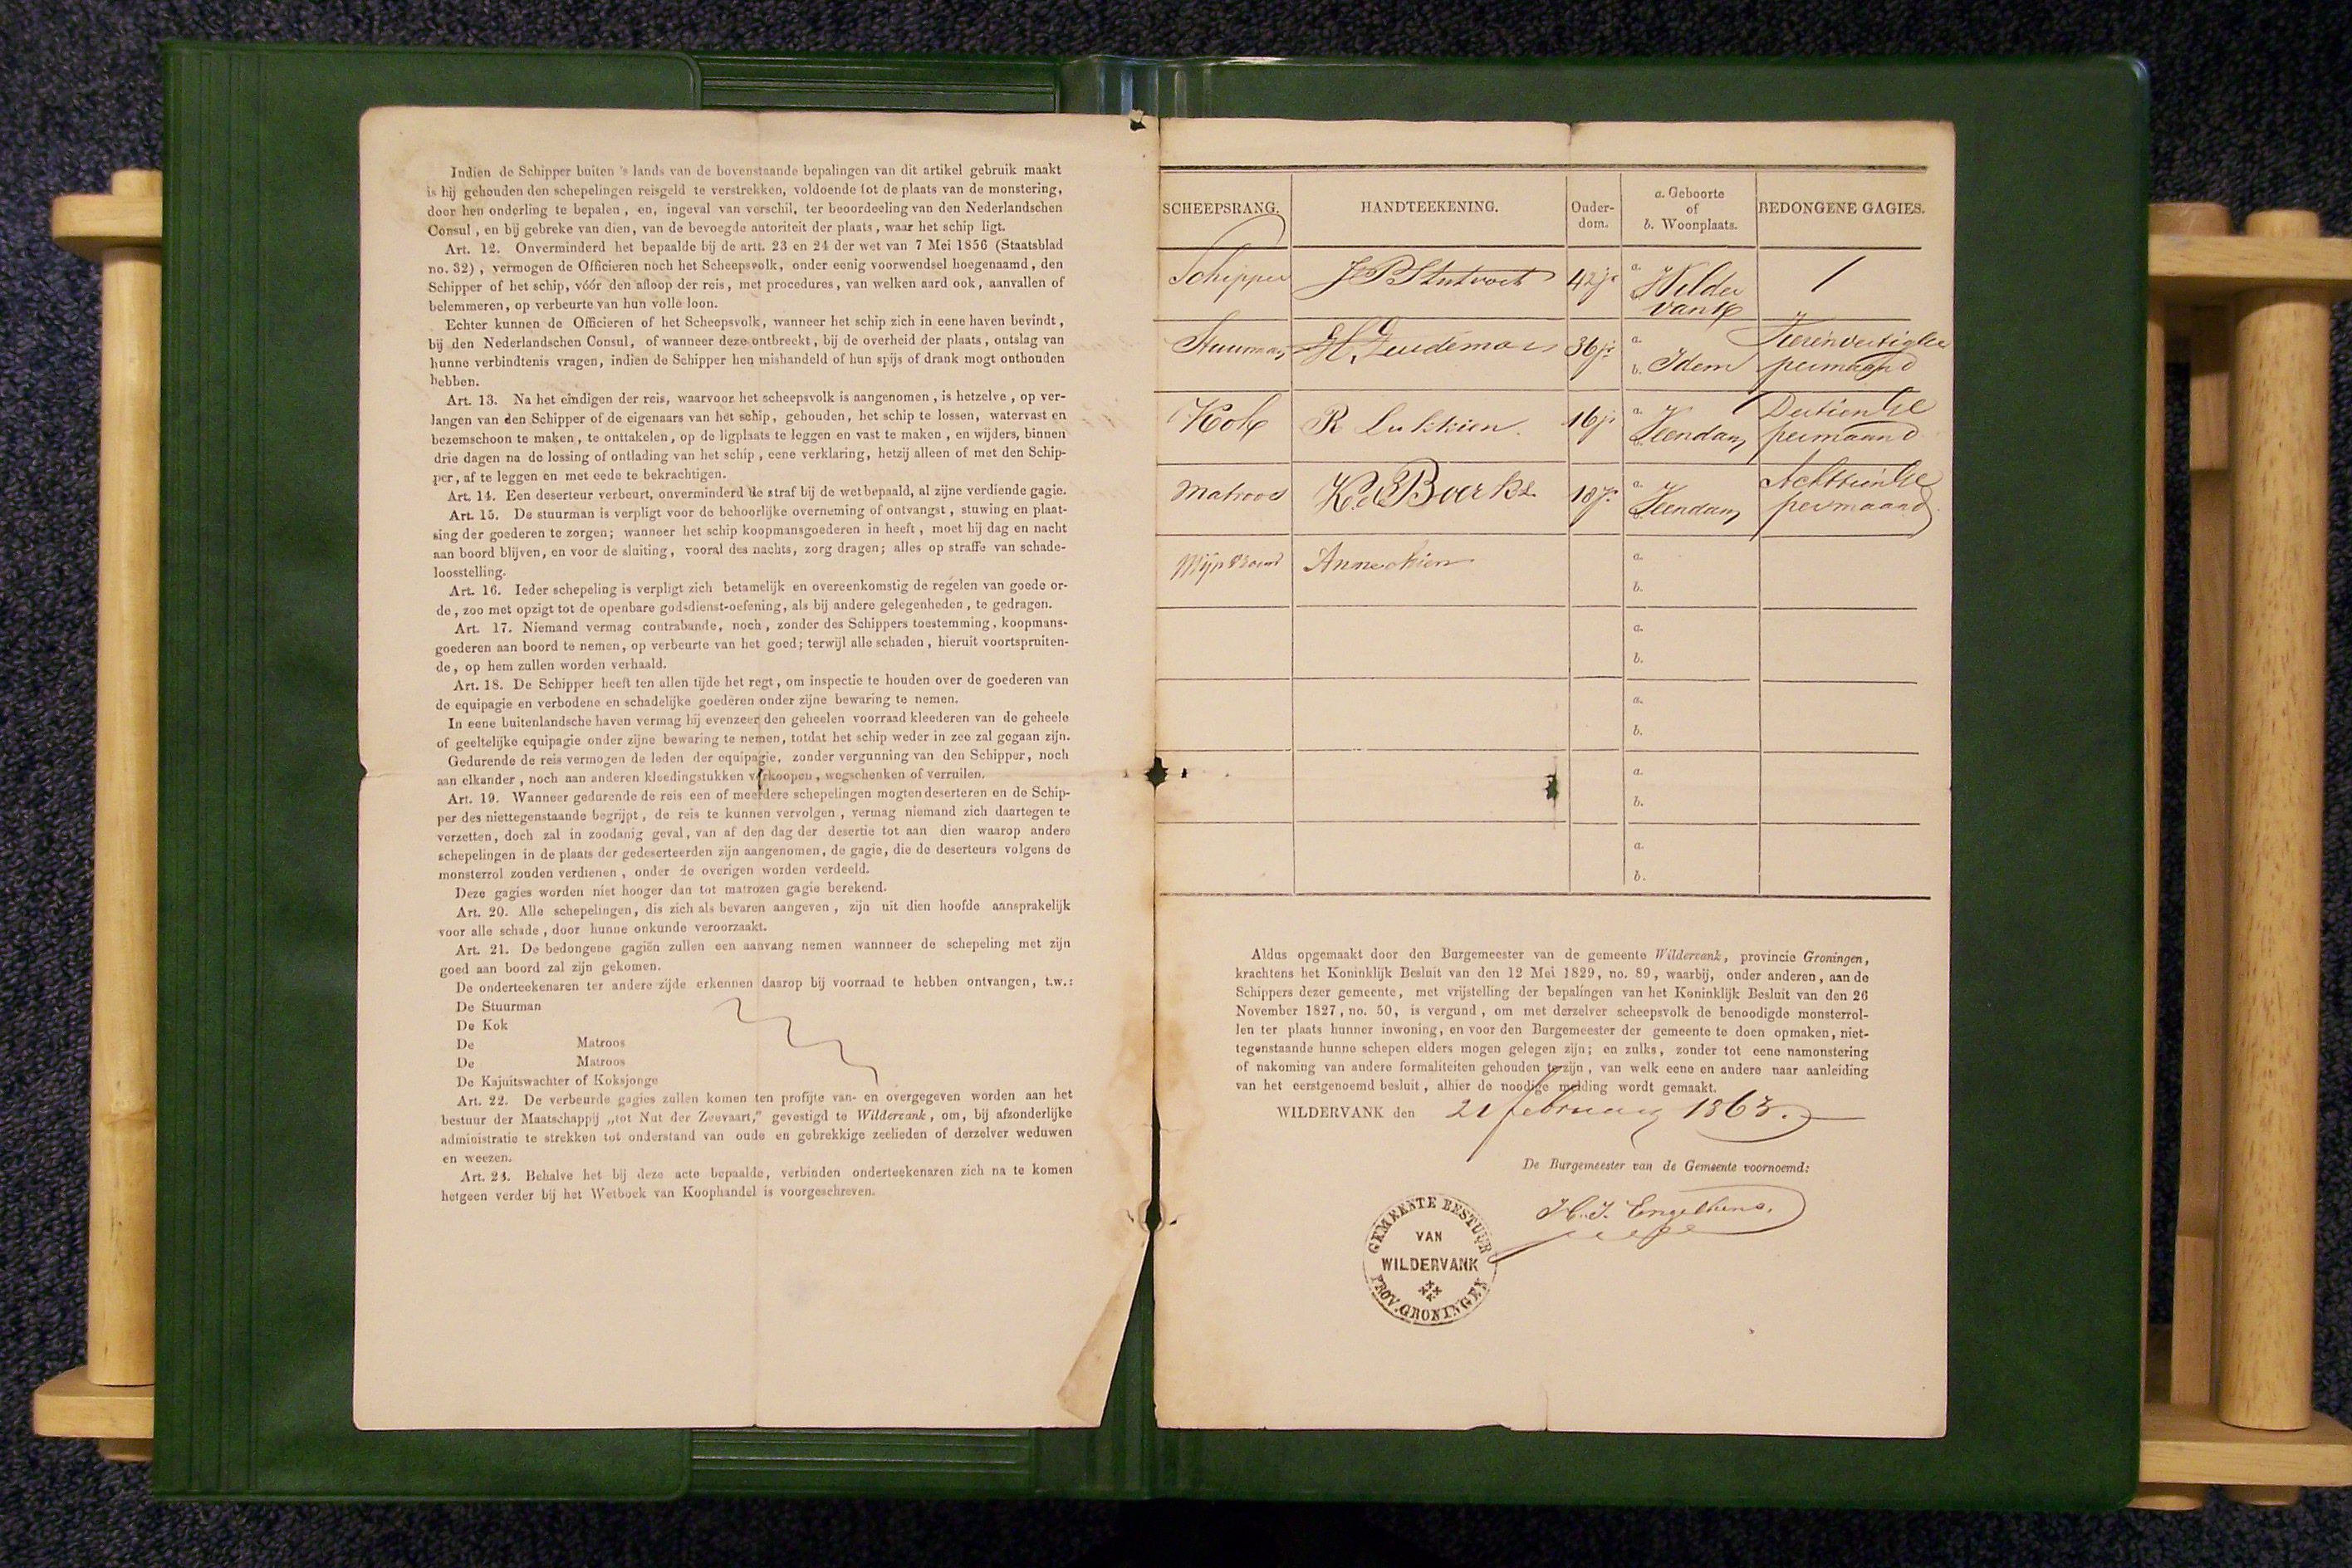 Indien de Schipper buiten 's lands van de bovenstaande bepalingen van dit artikel gebruik maakt
is hij gehouden den schepelingen reisgeld te verstrekken, voldoende tot de plaats van de monstering,
door hen onderling te bepalen, en, ingeval van verschil, ter beoordeeling van den Nederlandschen
Consul, en bij gebreke van dien, van de bevoegde autoriteit der plaats, waar het schip ligt.
Art. 12. Onverminderd het bepaalde bij de artt. 23 en 24 der wet van 7 Mei 1856 (Staatsblad
no. 32), vermogen de Officieren noch het Scheepsvolk, onder eenig voorwendsel hoegenaamd, den
Schipper of het schip, vóór den afloop der reis, met procedures, van welken aard ook, aanvallen of
belemmeren, op verbeurte van hun volle loon.
Echter kunnen de Officieren of het Scheepsvolk, wanneer het schip zich in eene haven bevindt,
bij den Nederlandschen Consul, of wanneer deze ontbreekt, bij de overheid der plaats, ontslag van
hunne verbindtenis vragen, indien de Schipper hen mishandeld of hun spijs of drank mogt onthouden
hebben.
Art. 13. Na het eindigen der reis, waarvoor het scheepsvolk is aangenomen, is hetzelve, op ver-
langen van den Schipper of de eigenaars van het schip, gehouden, het schip te lossen, watervast en
bezemschoon te maken, te onttakelen, op de ligplaats te leggen en vast te maken, en wijders, binnen
drie dagen na de lossing of ontlading van het schip, eene verklaring, hetzij alleen of met den Schip-
per, af te leggen en met eede te bekrachtigen.
Art. 14. Een deserteur verbeurt, onverminderd de straf bij de wet bepaald, al zijne verdiende gagie.
Art. 15. De stuurman is verpligt voor de behoorlijke overneming of ontvangst, stuwing en plaat-
sing der goederen te zorgen; wanneer het schip koopmansgoederen in heeft, moet hij dag en nacht
aan boord blijven, en voor de sluiting, vooral des nachts, zorg dragen; alles op straffe van schade-
loosstelling.
Art. 16. Ieder schepeling is verpligt zich betamelijk en overeenkomstig de regelen van goede or-
de, zoo met opzigt tot de openbare godsdienst-oefening, als bij andere gelegenheden, te gedragen.
Art. 17. Niemand vermag contrabande, noch, zonder des Schippers toestemming, koopmans-
goederen aan boord te nemen, op verbeurte van het goed; terwijl alle schaden, hieruit voortspruiten-
de, op hem zullen worden verhaald.
Art. 18. De Schipper heeft ten allen tijde het regt, om inspectie te houden over de goederen van
de equipagie en verbodene en schadelijke goederen onder zijne bewaring te nemen.
In eene buitenlandsche haven vermag hij evenzeer den geheelen voorraad kleederen van de geheele
of geeltelijke equipagie onder zijne bewaring te nemen, totdat het schip weder in zee zal gegaan zijn.
Gedurende de reis vermogen de leden der equipagie, zonder vergunning van den Schipper, noch
aan elkander, noch aan anderen kleedingstukken verkoopen, wegschenken of verruilen.
Art. 19. Wanneer gedurende de reis een of meerdere schepelingen mogten deserteren en de Schip-
per des niettegenstaande begrijpt, de reis te kunnen vervolgen, vermag niemand zich daartegen te
verzetten, doch zal in zoodanig geval, van af den dag der desertie tot aan dien waarop andere
schepelingen in de plaats der gedeserteerden zijn aangenomen, de gagie, die de deserteurs volgens de
monsterrol zouden verdienen, onder de overigen worden verdeeld.
Deze gagies worden niet hooger dan tot matrozen gagie berekend.
Art. 20. Alle schepelingen, dis zich als bevaren aangeven, zijn uit dien hoofde aansprakelijk
voor alle schade, door hunne onkunde veroorzaakt.
Art. 21. De bedongene gagiën zullen een aanvang nemen wannneer de schepeling met zijn
goed aan boord zal zijn gekomen.
De onderteekenaren ter andere zijde erkennen daarop bij voorraad te hebben ontvangen, t.w.:
De Stuurman
De Kok
De Matroos
De Matroos
De Kajuitswachter of Koksjonge
Art. 22. De verbeurde gagies zullen komen ten profijte van- en overgegeven worden aan het
bestuur der Maatschappij „tot Nut der Zeevaart,” gevestigd te Wildervank, om, bij afzonderlijke
administratie te strekken tot onderstand van oude en gebrekkige zeelieden of derzelver weduwen
en weezen.
Art. 23. Behalve het bij deze acte bepaalde, verbinden onderteekenaren zich na te komen
hetgeen verder bij het Wetboek van Koophandel is voorgeschreven.
SCHEEPSRANG. HANDTEEKENING. Ouder- dom. a. Geboorte of b. Woonplaats. BEDONGENE GAGIES.
Schipper J B Stutvoet 42 jr a. Wilder
vank
Stuurman H. 36 jr a.
b. Idem permaand
Kok R Lukkien. 16 jr a. Veendam Dertien Gl
permaand
Matroos K. Boerks 18 jr a. Veendam Achttien Gl
permaand
Mijn vrouw Annechien a.
b.
a.
b.
a.
b.
a.
b.
a.
b.
Aldus opgemaakt door den Burgemeester van de gemeente Wildervank, provincie Groningen,
krachtens het Koninklijk Besluit van den 12 Mei 1829, no. 89, waarbij, onder anderen, aan de
Schippers dezer gemeente, met vrijstelling der bepalingen van het Koninklijk Besluit van den 26
November 1827, no. 50, is vergund, om met derzelver scheepsvolk de benoodigde monsterrol-
len ter plaats hunner inwoning, en voor den Burgemeester der gemeente te doen opmaken, niet-
tegenstaande hunne schepen elders mogen gelegen zijn; en zulks, zonder tot eene namonstering
of nakoming van andere formaliteiten gehouden te zijn, van welk eene en andere naar aanleiding
van het eerstgenoemd besluit, alhier de noodige melding wordt gemaakt.
WILDERVANK den 21 februarij 1863.
De Burgemeester van de Gemeente voornoemd:
H. J. Engelkens.
GEMEENTE BESTUUR
VAN
WILDERVANK
PROV. GRONINGEN